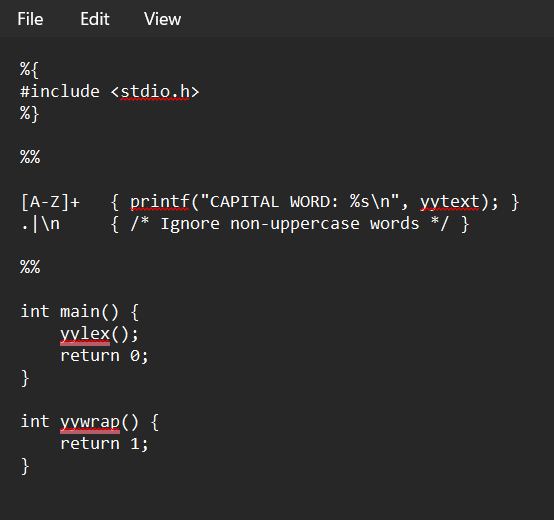 File Edit View
%{
#include <stdio.h>
%}
%%
[A-Z]+   { printf("CAPITAL WORD: %s\n", yytext); }
.|\n     { /* Ignore non-uppercase words */ }
%%
int main() {
    yylex();
    return 0;
}
int yywrap() {
    return 1;
}